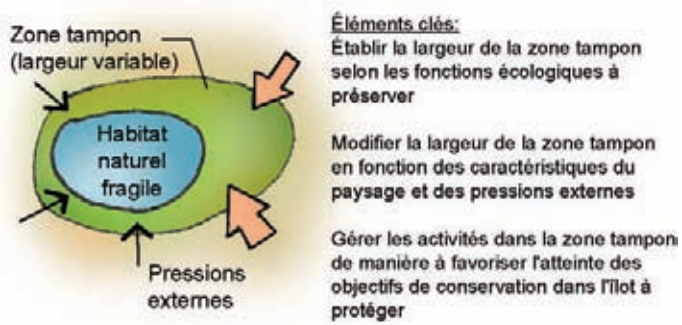 Zone tampon
(largeur variable)
Habitat
naturel
fragile
Pressions
externes
Éléments clés:
Établir la largeur de la zone tampon
selon les fonctions écologiques à
préserver
Modifier la largeur de la zone tampon
en fonction des caractéristiques du
paysage et des pressions externes
Gérer les activités dans la zone tampon
de manière à favoriser l'atteinte des
objectifs de conservation dans l'îlot à
protéger